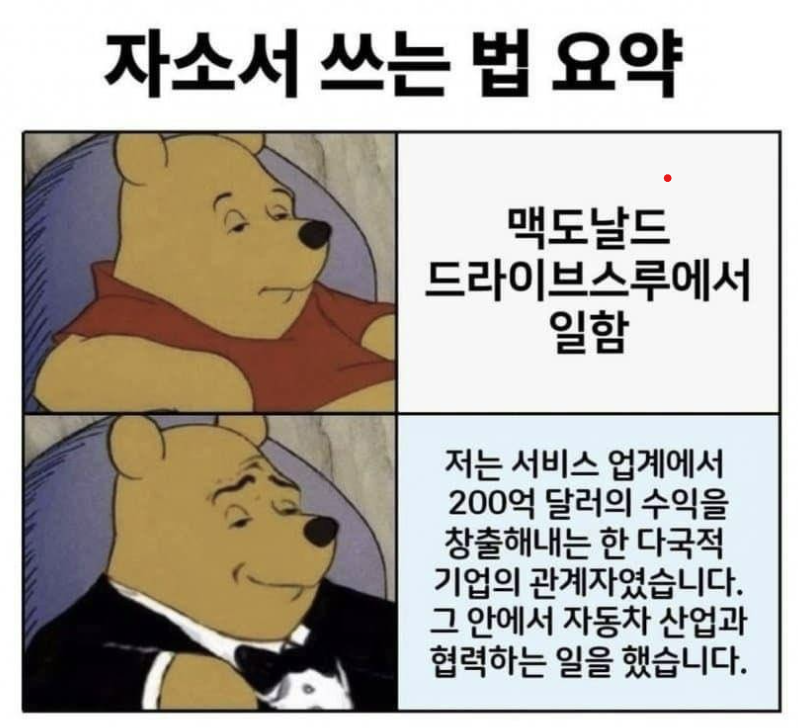 자소서 쓰는 법 요약
맥도날드
드라이브스루에서
일함
저는 서비스 업계에서
200억 달러의 수익을
창출해내는 한 다국적
기업의 관계자였습니다.
그 안에서 자동차 산업과
협력하는 일을 했습니다.